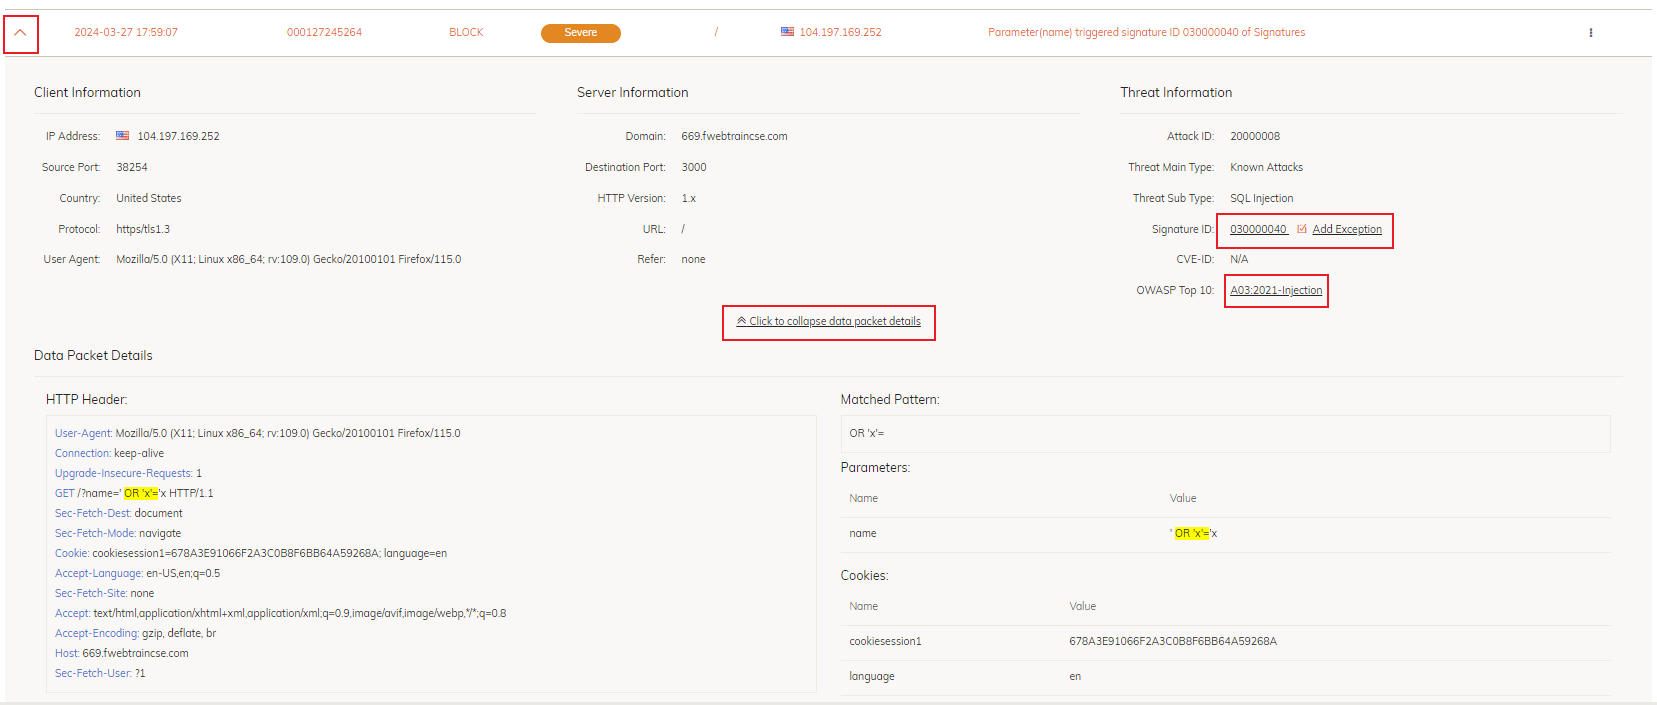 2024-03-27 17:59:07 000127245264 BLOCK Severe / 104.197.169.252 Parameter(name) triggered signature ID 030000040 of Signatures
Client Information
IP Address: 104.197.169.252
Source Port: 38254
Country: United States
Protocol: https/tls1.3
User Agent: Mozilla/5.0 (X11; Linux x86_64; rv:109.0) Gecko/20100101 Firefox/115.0
Server Information
Domain: 669.fwebtraincse.com
Destination Port: 3000
HTTP Version: 1.x
URL: /
Refer: none
Threat Information
Attack ID: 20000008
Threat Main Type: Known Attacks
Threat Sub Type: SQL Injection
Signature ID: 030000040 Add Exception
CVE-ID: N/A
OWASP Top 10: A03:2021-Injection
Click to collapse data packet details
Data Packet Details
HTTP Header:
User-Agent: Mozilla/5.0 (X11; Linux x86_64; rv:109.0) Gecko/20100101 Firefox/115.0
Connection: keep-alive
Upgrade-Insecure-Requests: 1
GET /?name=' OR 'x'='x HTTP/1.1
Sec-Fetch-Dest: document
Sec-Fetch-Mode: navigate
Cookie: cookiesession1=678A3E91066F2A3C0B8F6BB64A59268A; language=en
Accept-Language: en-US,en;q=0.5
Sec-Fetch-Site: none
Accept: text/html,application/xhtml+xml,application/xml;q=0.9,image/avif,image/webp,*/*;q=0.8
Accept-Encoding: gzip, deflate, br
Host: 669.fwebtraincse.com
Sec-Fetch-User: ?1
Matched Pattern:
OR 'x'=
Parameters:
Name Value
name ' OR 'x'='x
Cookies:
Name Value
cookiesession1 678A3E91066F2A3C0B8F6BB64A59268A
language en